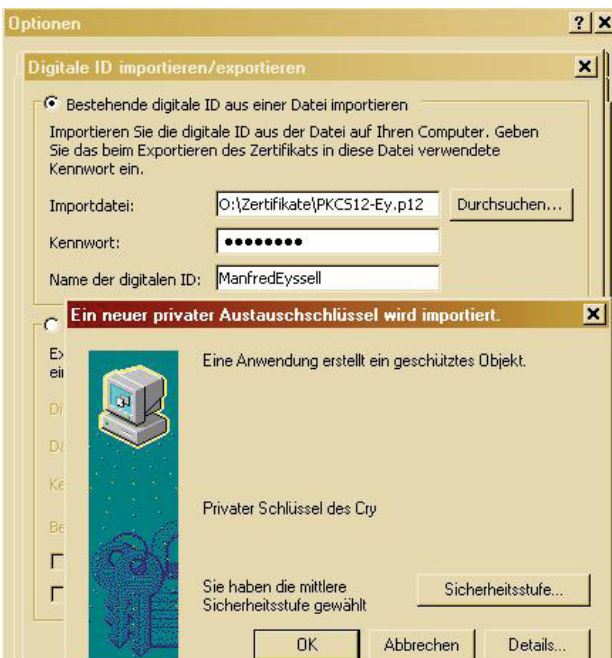 Optionen
Digitale ID importieren/exportieren
Bestehende digitale ID aus einer Datei importieren
Importieren Sie die digitale ID aus der Datei auf Ihren Computer. Geben
Sie das beim Exportieren des Zertifikats in diese Datei verwendete
Kennwort ein.
Importdatei: O:\Zertifikate\PKCS12-Ey.p12 Durchsuchen...
Kennwort: ●●●●●●●●
Name der digitalen ID: ManfredEyssell
Ein neuer privater Austauschschlüssel wird importiert.
Eine Anwendung erstellt ein geschütztes Objekt.
Privater Schlüssel des Cry
Sie haben die mittlere
Sicherheitsstufe gewählt
Sicherheitsstufe...
OK Abbrechen Details...